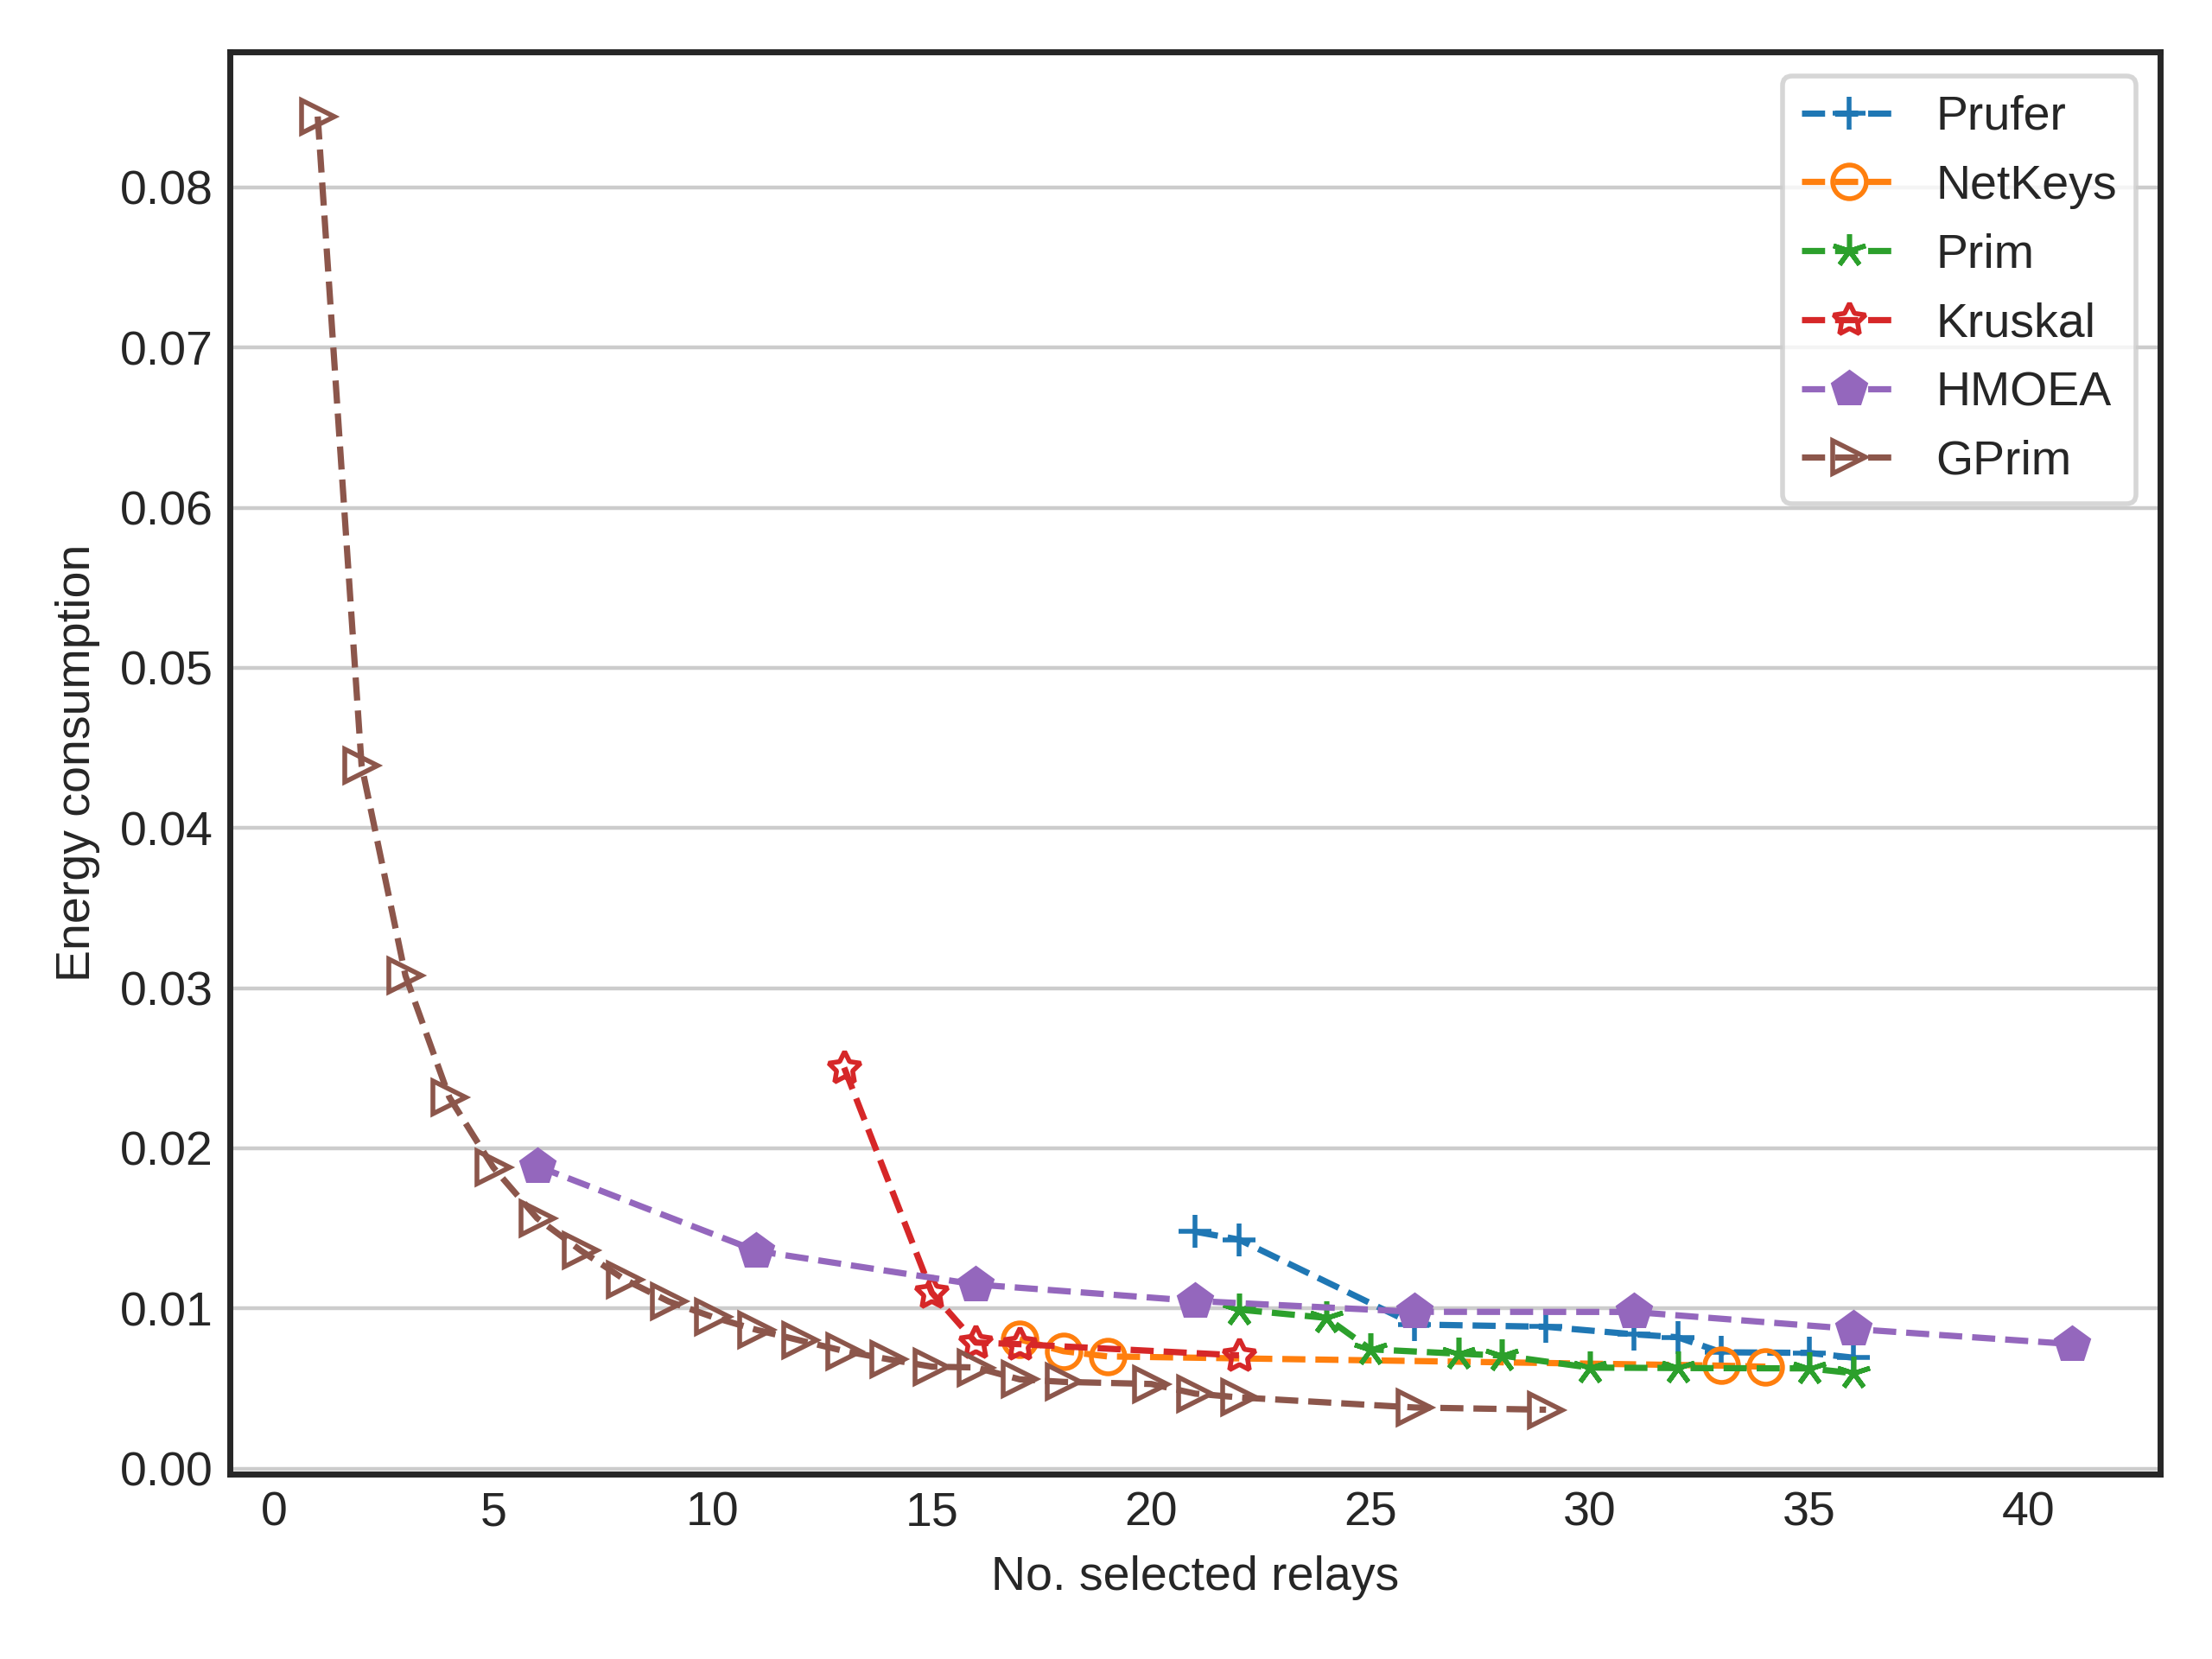 Prufer
NetKeys
Prim
Kruskal
HMOEA
GPrim
Energy consumption
0.08
0.07
0.06
0.05
0.04
0.03
0.02
0.01
0.00
0 5 10 15 20 25 30 35 40
No. selected relays